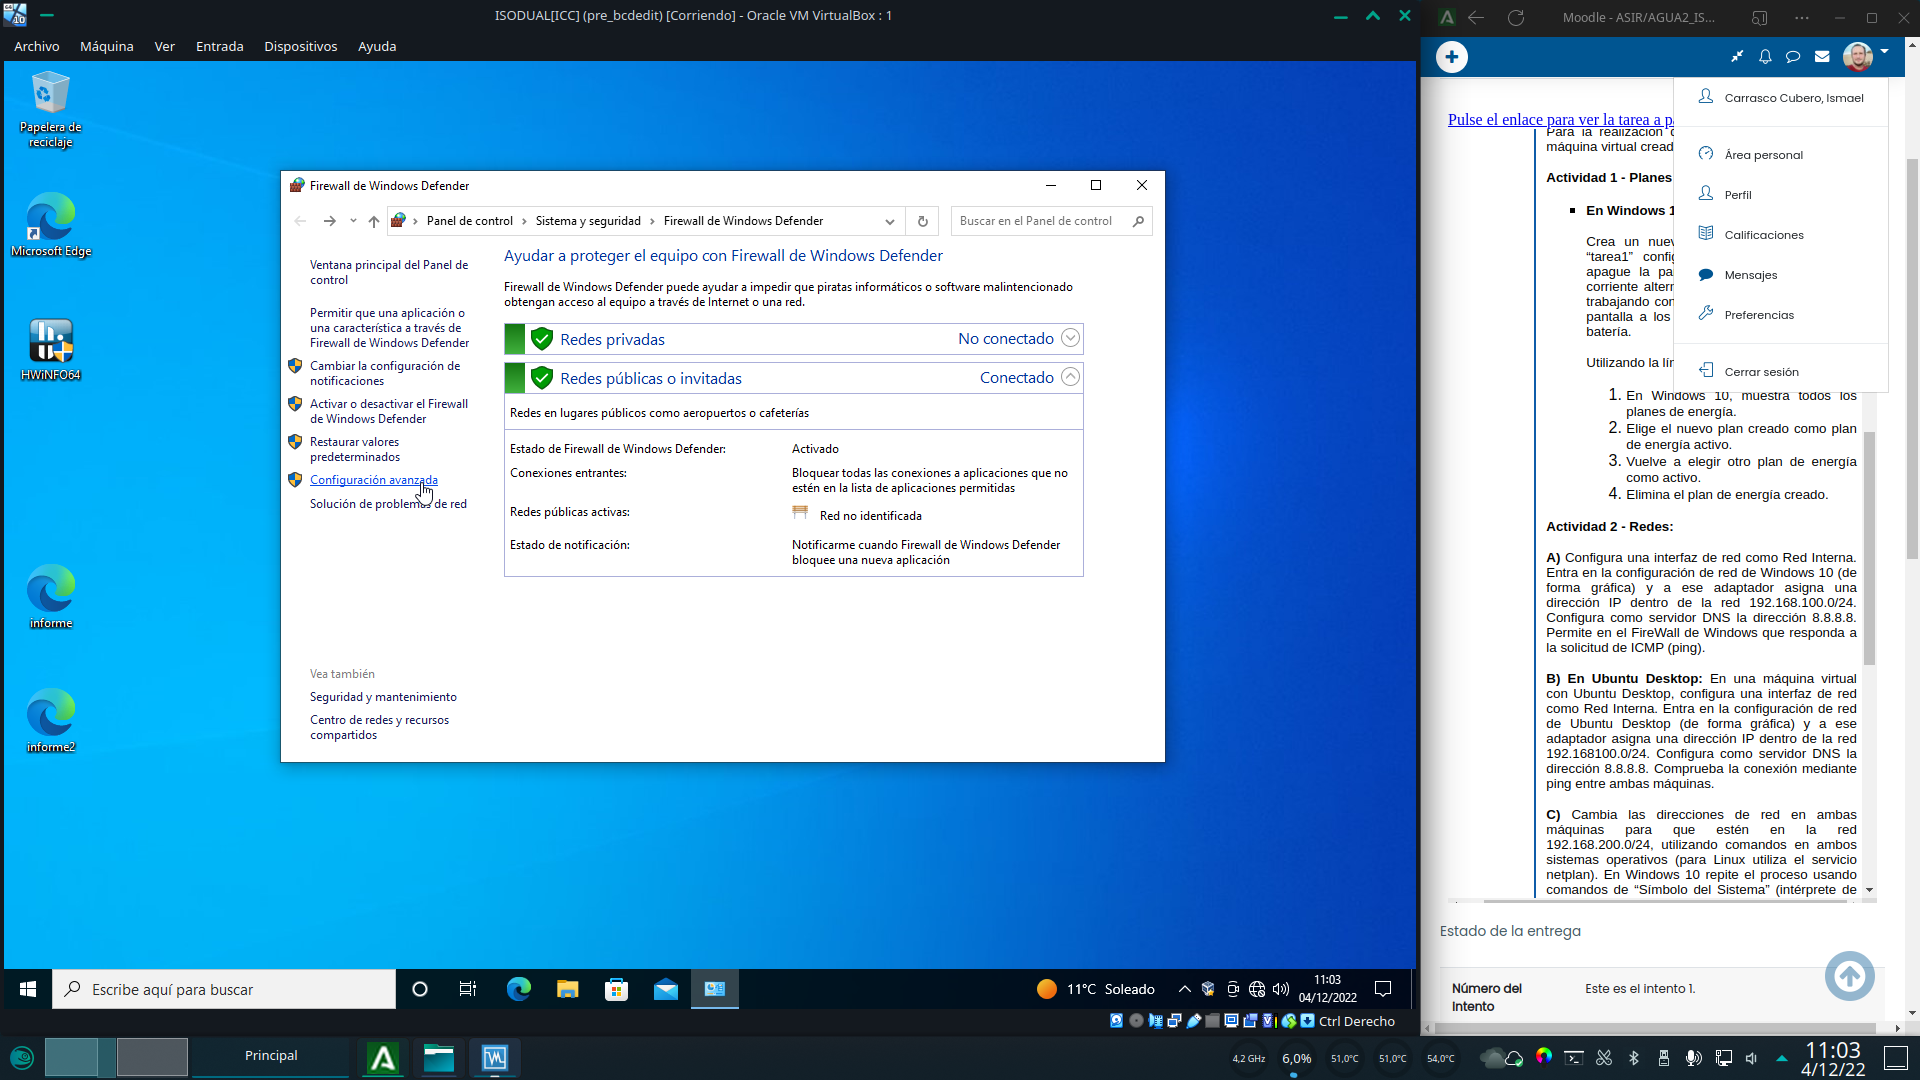 ISODUAL[ICC] (pre_bcdedit) [Corriendo] - Oracle VM VirtualBox : 1
Archivo Máquina Ver Entrada Dispositivos Ayuda
Papelera de
reciclaje
Microsoft Edge
HWiNFO64
informe
informe2
Firewall de Windows Defender
Panel de control > Sistema y seguridad > Firewall de Windows Defender
Buscar en el Panel de control
Ventana principal del Panel de
control
Permitir que una aplicación o
una característica a través de
Firewall de Windows Defender
Cambiar la configuración de
notificaciones
Activar o desactivar el Firewall
de Windows Defender
Restaurar valores
predeterminados
Configuración avanzada
Solución de problemas de red
Vea también
Seguridad y mantenimiento
Centro de redes y recursos
compartidos
Ayudar a proteger el equipo con Firewall de Windows Defender
Firewall de Windows Defender puede ayudar a impedir que piratas informáticos o software malintencionado
obtengan acceso al equipo a través de Internet o una red.
Redes privadas No conectado
Redes públicas o invitadas Conectado
Redes en lugares públicos como aeropuertos o cafeterías
Estado de Firewall de Windows Defender: Activado
Conexiones entrantes: Bloquear todas las conexiones a aplicaciones que no
estén en la lista de aplicaciones permitidas
Redes públicas activas: Red no identificada
Estado de notificación: Notificarme cuando Firewall de Windows Defender
bloquee una nueva aplicación
Escribe aquí para buscar
11°C Soleado
11:03
04/12/2022
Ctrl Derecho
Moodle - ASIR/AGUA2_IS...
Carrasco Cubero, Ismael
Área personal
Perfil
Calificaciones
Mensajes
Preferencias
Cerrar sesión
Pulse el enlace para ver la tarea a pa
Para la realización
máquina virtual cread
Actividad 1 - Planes
En Windows 1
Crea un nuev
“tarea1” config
apague la pa
corriente alter
trabajando con
pantalla a los
batería.
Utilizando la lín
1. En Windows 10, muestra todos los
planes de energía.
2. Elige el nuevo plan creado como plan
de energía activo.
3. Vuelve a elegir otro plan de energía
como activo.
4. Elimina el plan de energía creado.
Actividad 2 - Redes:
A) Configura una interfaz de red como Red Interna.
Entra en la configuración de red de Windows 10 (de
forma gráfica) y a ese adaptador asigna una
dirección IP dentro de la red 192.168.100.0/24.
Configura como servidor DNS la dirección 8.8.8.8.
Permite en el FireWall de Windows que responda a
la solicitud de ICMP (ping).
B) En Ubuntu Desktop: En una máquina virtual
con Ubuntu Desktop, configura una interfaz de red
como Red Interna. Entra en la configuración de red
de Ubuntu Desktop (de forma gráfica) y a ese
adaptador asigna una dirección IP dentro de la red
192.168100.0/24. Configura como servidor DNS la
dirección 8.8.8.8. Comprueba la conexión mediante
ping entre ambas máquinas.
C) Cambia las direcciones de red en ambas
máquinas para que estén en la red
192.168.200.0/24, utilizando comandos en ambos
sistemas operativos (para Linux utiliza el servicio
netplan). En Windows 10 repite el proceso usando
comandos de “Símbolo del Sistema” (intérprete de
Estado de la entrega
Número del
intento
Este es el intento 1.
Principal
4,2 GHz
6,0%
51,0°C
51,0°C
54,0°C
11:03
4/12/22